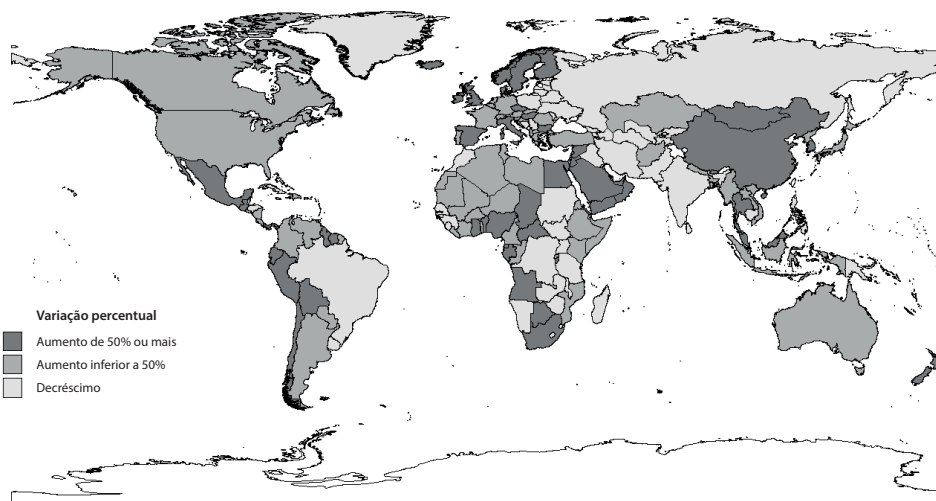 Variação percentual
Aumento de 50% ou mais
Aumento inferior a 50%
Decréscimo